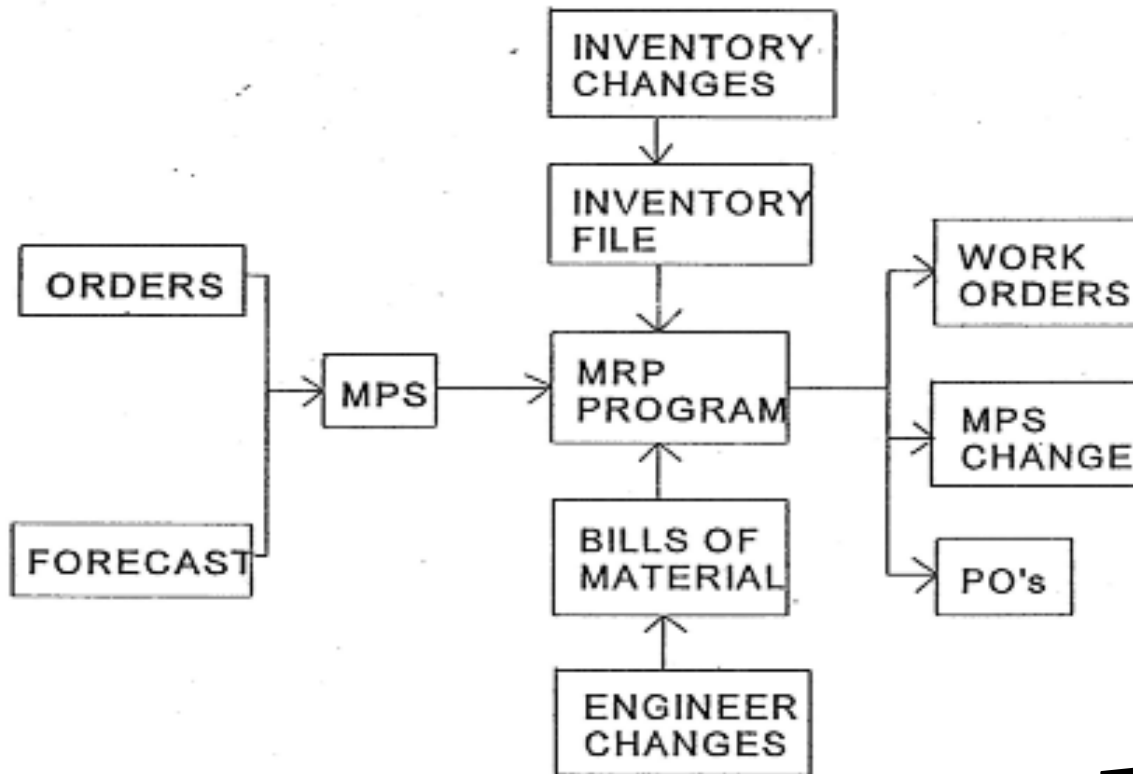 INVENTORY
CHANGES
INVENTORY
FILE
ORDERS
WORK
ORDERS
MPS
MRP
PROGRAM
MPS
CHANGE
FORECAST
BILLS OF
MATERIAL
PO's
ENGINEER
CHANGES